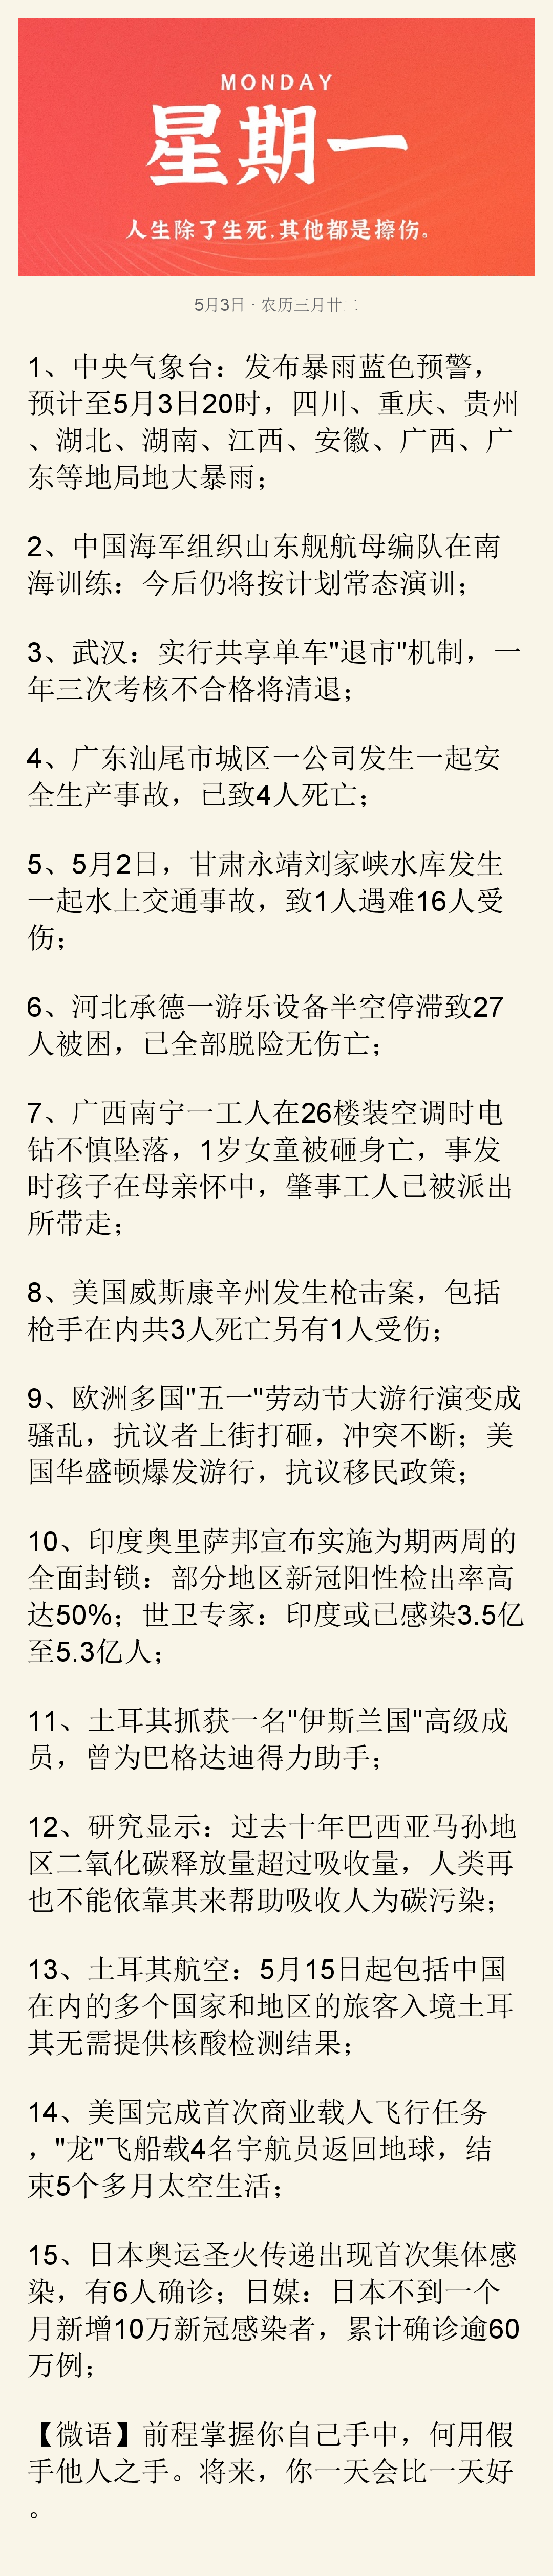 MONDAY
星期一
人生除了生死,其他都是擦伤。
5月3日 · 农历三月廿二
1、中央气象台：发布暴雨蓝色预警，
预计至5月3日20时，四川、重庆、贵州
、湖北、湖南、江西、安徽、广西、广
东等地局地大暴雨；
2、中国海军组织山东舰航母编队在南
海训练：今后仍将按计划常态演训；
3、武汉：实行共享单车"退市"机制，一
年三次考核不合格将清退；
4、广东汕尾市城区一公司发生一起安
全生产事故，已致4人死亡；
5、5月2日，甘肃永靖刘家峡水库发生
一起水上交通事故，致1人遇难16人受
伤；
6、河北承德一游乐设备半空停滞致27
人被困，已全部脱险无伤亡；
7、广西南宁一工人在26楼装空调时电
钻不慎坠落，1岁女童被砸身亡，事发
时孩子在母亲怀中，肇事工人已被派出
所带走；
8、美国威斯康辛州发生枪击案，包括
枪手在内共3人死亡另有1人受伤；
9、欧洲多国"五一"劳动节大游行演变成
骚乱，抗议者上街打砸，冲突不断；美
国华盛顿爆发游行，抗议移民政策；
10、印度奥里萨邦宣布实施为期两周的
全面封锁：部分地区新冠阳性检出率高
达50%；世卫专家：印度或已感染3.5亿
至5.3亿人；
11、土耳其抓获一名"伊斯兰国"高级成
员，曾为巴格达迪得力助手；
12、研究显示：过去十年巴西亚马孙地
区二氧化碳释放量超过吸收量，人类再
也不能依靠其来帮助吸收人为碳污染；
13、土耳其航空：5月15日起包括中国
在内的多个国家和地区的旅客入境土耳
其无需提供核酸检测结果；
14、美国完成首次商业载人飞行任务
，"龙"飞船载4名宇航员返回地球，结
束5个多月太空生活；
15、日本奥运圣火传递出现首次集体感
染，有6人确诊；日媒：日本不到一个
月新增10万新冠感染者，累计确诊逾60
万例；
【微语】前程掌握你自己手中，何用假
手他人之手。将来，你一天会比一天好
。